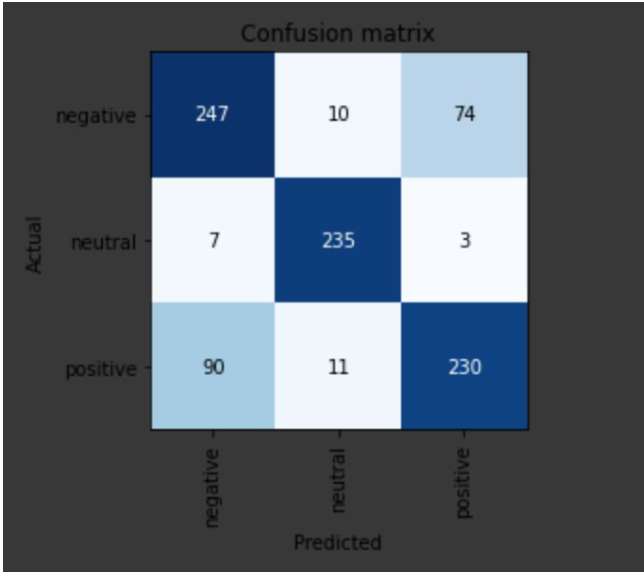 Confusion matrix
negative 247 10 74
neutral 7 235 3
positive 90 11 230
Actual
negative neutral positive
Predicted